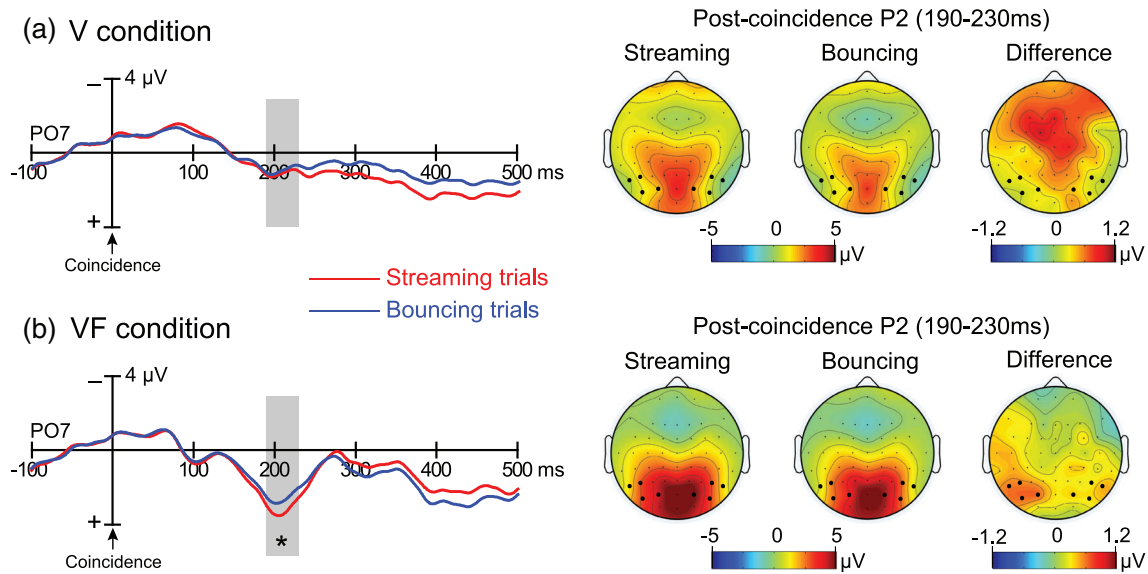 (a) V condition
Post-coincidence P2 (190-230ms)
Streaming Bouncing Difference
− 4 µV
PO7
-100 100 200 300 400 500 ms
+
Coincidence
-5 0 5 µV
-1.2 0 1.2 µV
Streaming trials
Bouncing trials
(b) VF condition
Post-coincidence P2 (190-230ms)
Streaming Bouncing Difference
− 4 µV
PO7
-100 100 200 300 400 500 ms
+
*
Coincidence
-5 0 5 µV
-1.2 0 1.2 µV